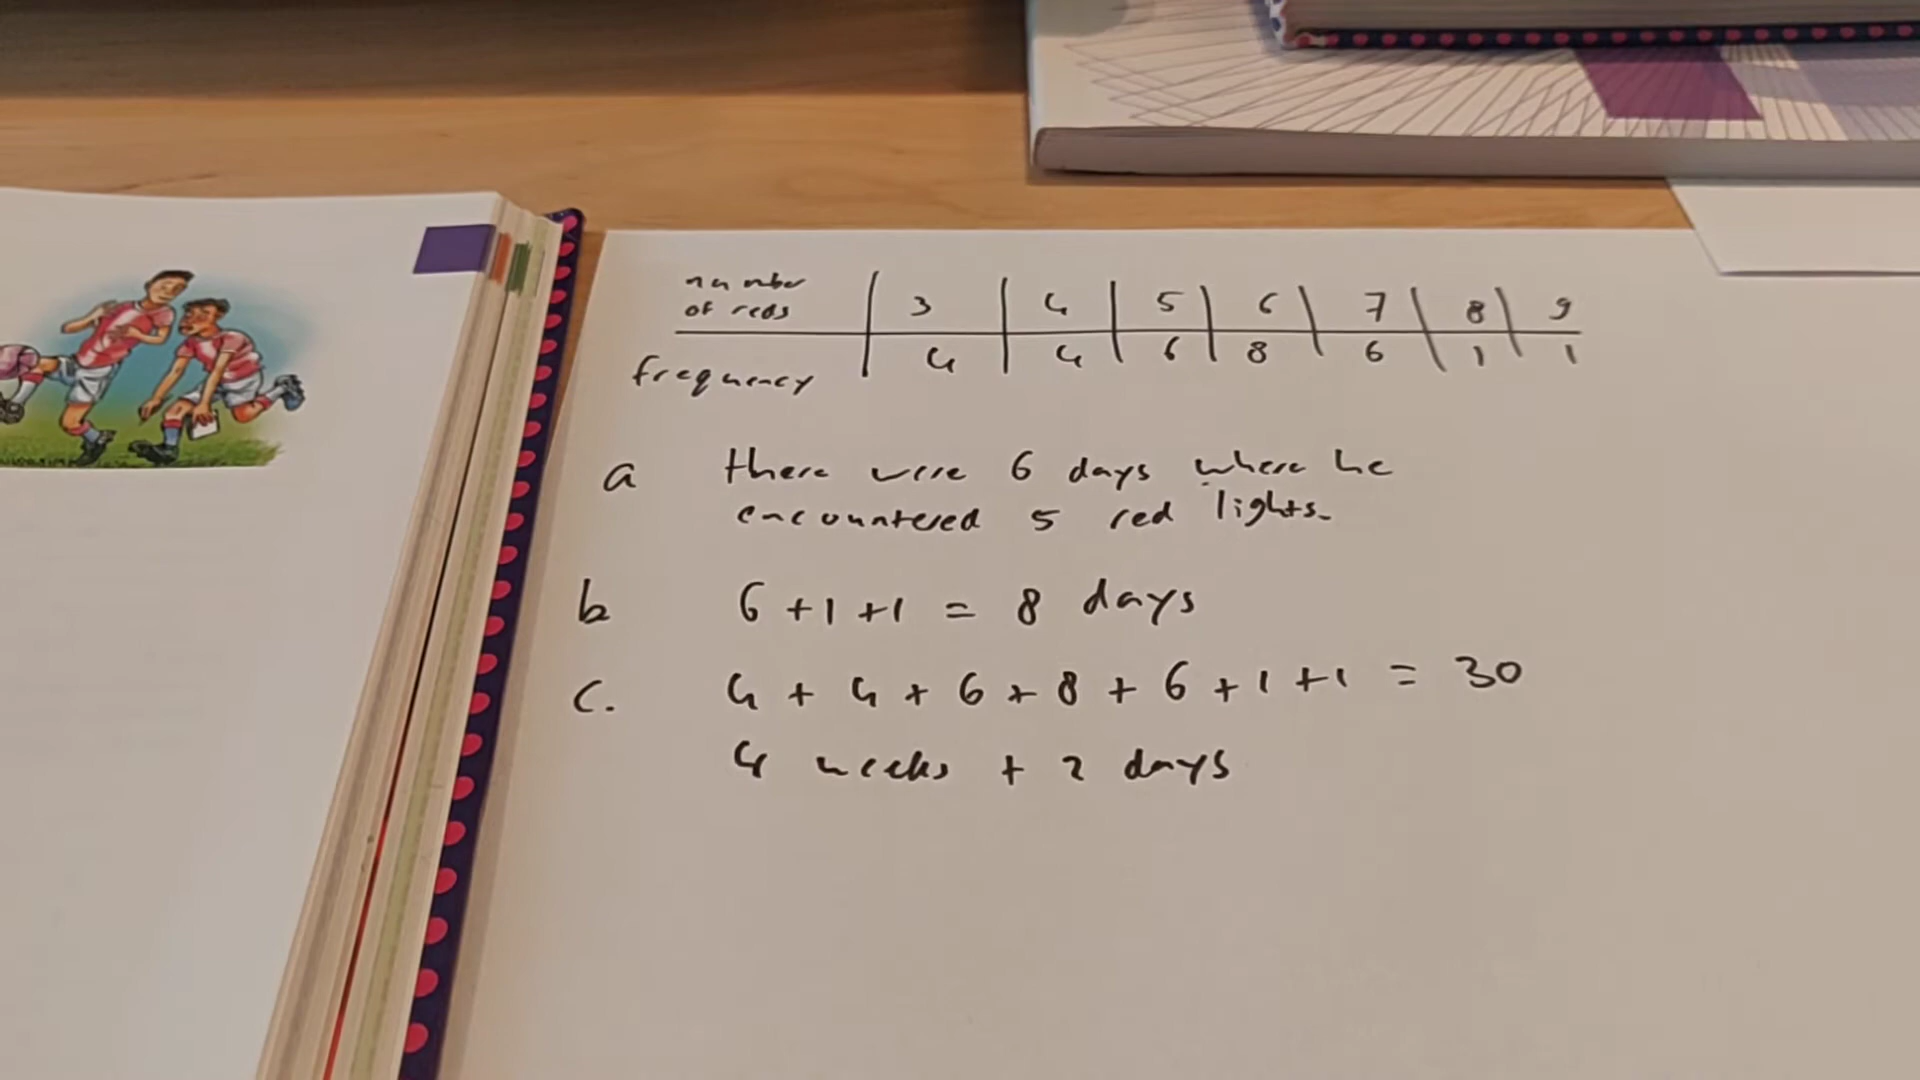 number
of reds | 3 | 4 | 5 | 6 | 7 | 8 | 9
frequency | 4 | 4 | 6 | 8 | 6 | 1 | 1
a there were 6 days where he
encountered 5 red lights.
b 6 + 1 + 1 = 8 days
c. 4 + 4 + 6 + 8 + 6 + 1 + 1 = 30
4 weeks + 2 days